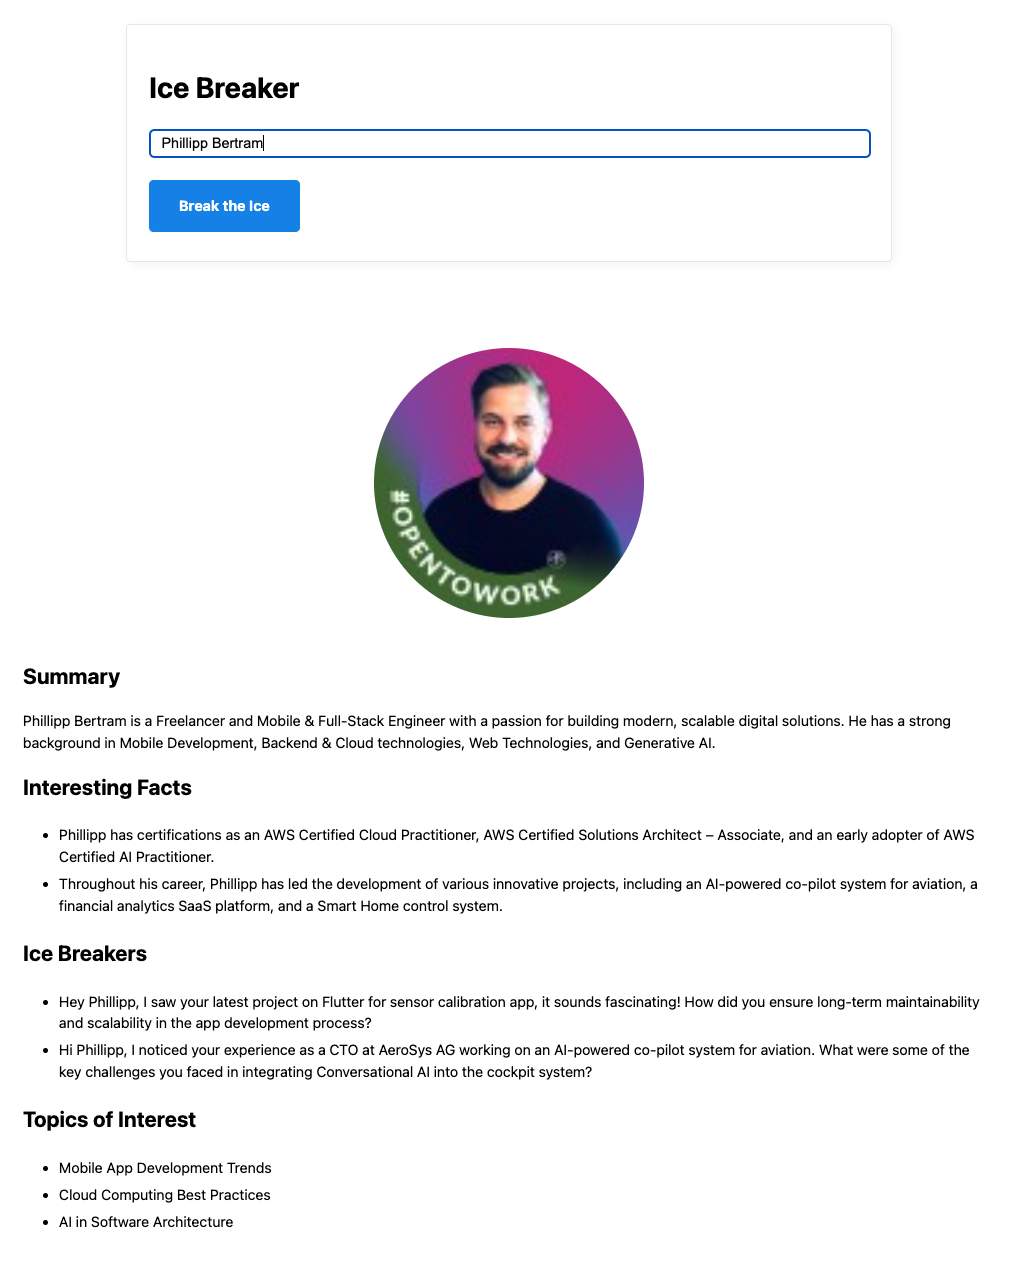 Ice Breaker
Phillipp Bertram
Break the Ice
#OPENTOWORK
Summary
Phillipp Bertram is a Freelancer and Mobile & Full-Stack Engineer with a passion for building modern, scalable digital solutions. He has a strong
background in Mobile Development, Backend & Cloud technologies, Web Technologies, and Generative AI.
Interesting Facts
• Phillipp has certifications as an AWS Certified Cloud Practitioner, AWS Certified Solutions Architect – Associate, and an early adopter of AWS
Certified AI Practitioner.
• Throughout his career, Phillipp has led the development of various innovative projects, including an AI-powered co-pilot system for aviation, a
financial analytics SaaS platform, and a Smart Home control system.
Ice Breakers
• Hey Phillipp, I saw your latest project on Flutter for sensor calibration app, it sounds fascinating! How did you ensure long-term maintainability
and scalability in the app development process?
• Hi Phillipp, I noticed your experience as a CTO at AeroSys AG working on an AI-powered co-pilot system for aviation. What were some of the
key challenges you faced in integrating Conversational AI into the cockpit system?
Topics of Interest
• Mobile App Development Trends
• Cloud Computing Best Practices
• AI in Software Architecture